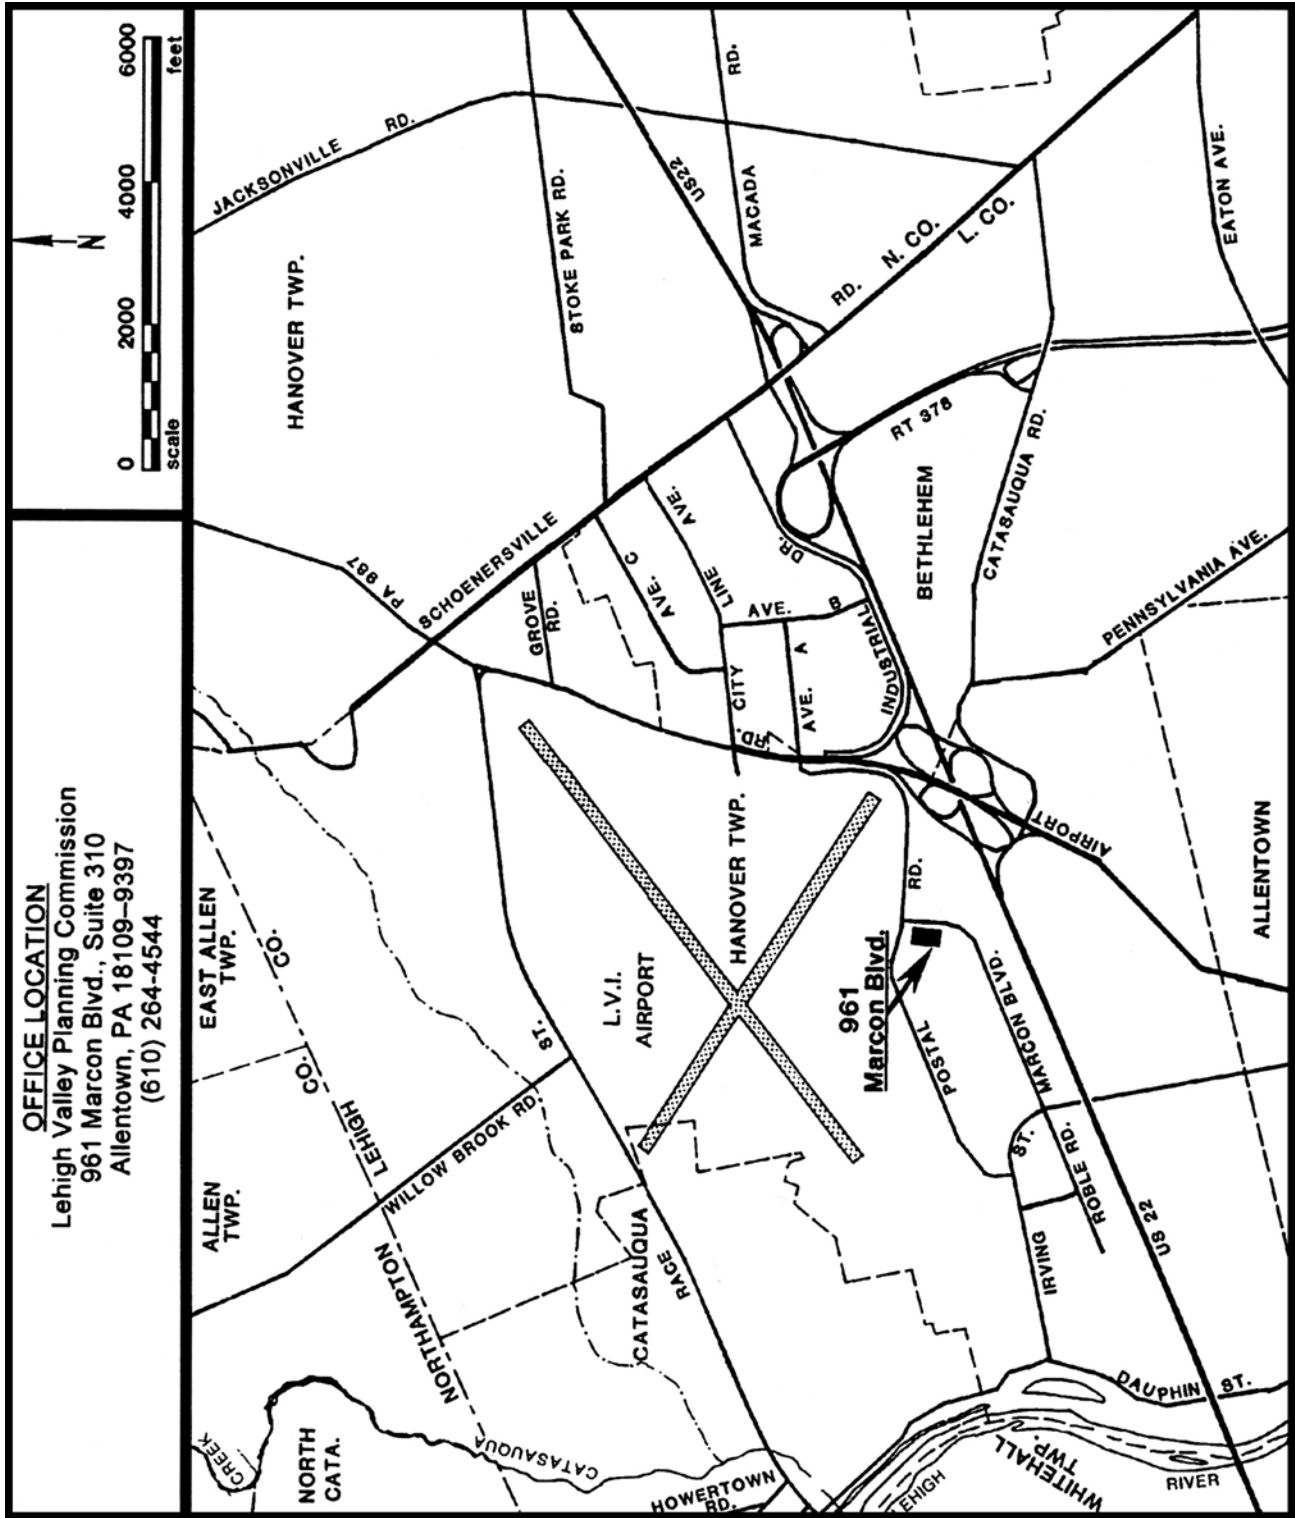 OFFICE LOCATION
Lehigh Valley Planning Commission
961 Marcon Blvd., Suite 310
Allentown, PA 18109–9397
(610) 264-4544
0 2000 4000 6000
scale feet
N
ALLEN
TWP.
EAST ALLEN
TWP.
HANOVER TWP.
JACKSONVILLE RD.
PA 987
SCHOENERSVILLE RD.
N. CO.
L. CO.
STOKE PARK RD.
US22
MACADA RD.
EATON AVE.
GROVE
RD.
AVE. C
LINE AVE.
CITY
AVE. B
AVE. A
INDUSTRIAL DR.
RT 378
BETHLEHEM
CATASAUQUA RD.
PENNSYLVANIA AVE.
CREEK
NORTH
CATA.
CATASAUQUA
NORTHAMPTON CO.
LEHIGH CO.
WILLOW BROOK RD.
RACE ST.
CATASAUQUA
HOWERTOWN
RD.
L.V.I.
AIRPORT
HANOVER TWP.
RD.
AIRPORT
961
Marcon Blvd.
POSTAL RD.
MARCON BLVD.
ROBLE RD.
IRVING ST.
US 22
DAUPHIN ST.
LEHIGH RIVER
WHITEHALL
TWP.
ALLENTOWN